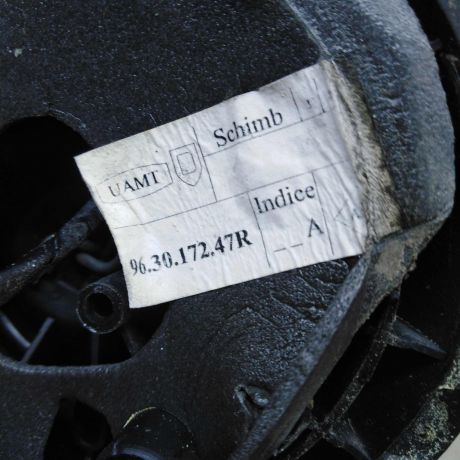 UAMT
Schimb
Indice
96.30.172.47R
_ _ A